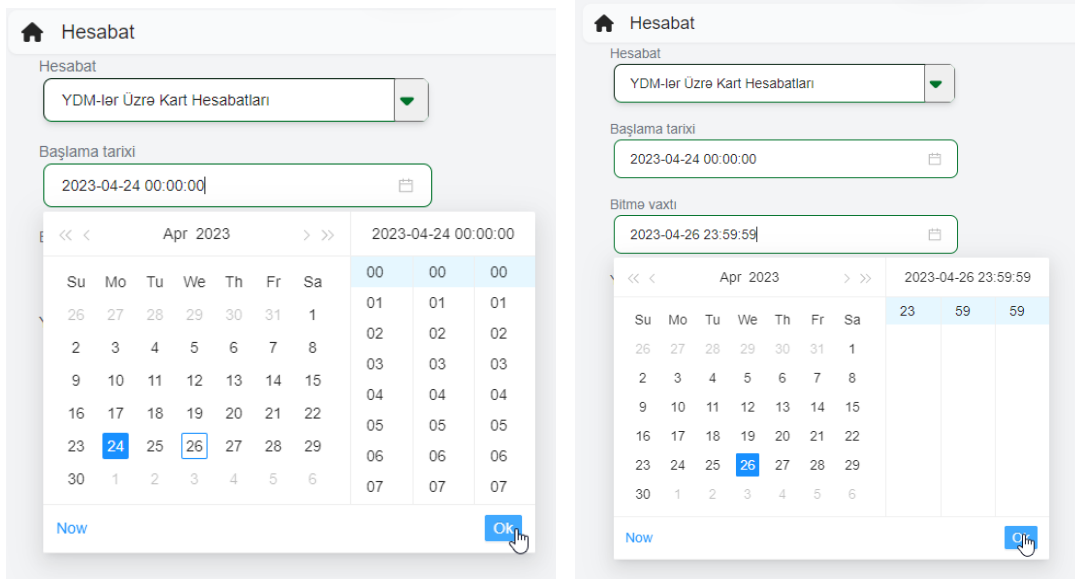 Hesabat
Hesabat
YDM-lər Üzrə Kart Hesabatları
Başlama tarixi
2023-04-24 00:00:00
Apr 2023 2023-04-24 00:00:00
Su Mo Tu We Th Fr Sa 00 00 00
26 27 28 29 30 31 1 01 01 01
2 3 4 5 6 7 8 02 02 02
9 10 11 12 13 14 15 03 03 03
16 17 18 19 20 21 22 04 04 04
23 24 25 26 27 28 29 05 05 05
30 1 2 3 4 5 6 06 06 06
07 07 07
Now Ok
Hesabat
Hesabat
YDM-lər Üzrə Kart Hesabatları
Başlama tarixi
2023-04-24 00:00:00
Bitmə vaxtı
2023-04-26 23:59:59
Apr 2023 2023-04-26 23:59:59
Su Mo Tu We Th Fr Sa 23 59 59
26 27 28 29 30 31 1
2 3 4 5 6 7 8
9 10 11 12 13 14 15
16 17 18 19 20 21 22
23 24 25 26 27 28 29
30 1 2 3 4 5 6
Now Ok